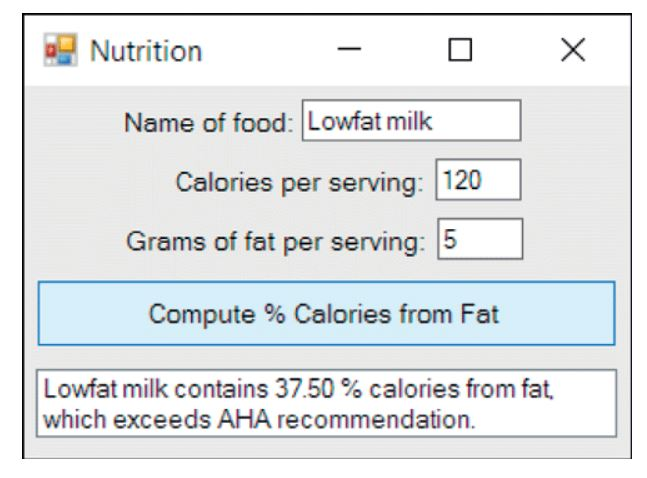 Nutrition
Name of food: Lowfat milk
Calories per serving: 120
Grams of fat per serving: 5
Compute % Calories from Fat
Lowfat milk contains 37.50 % calories from fat,
which exceeds AHA recommendation.